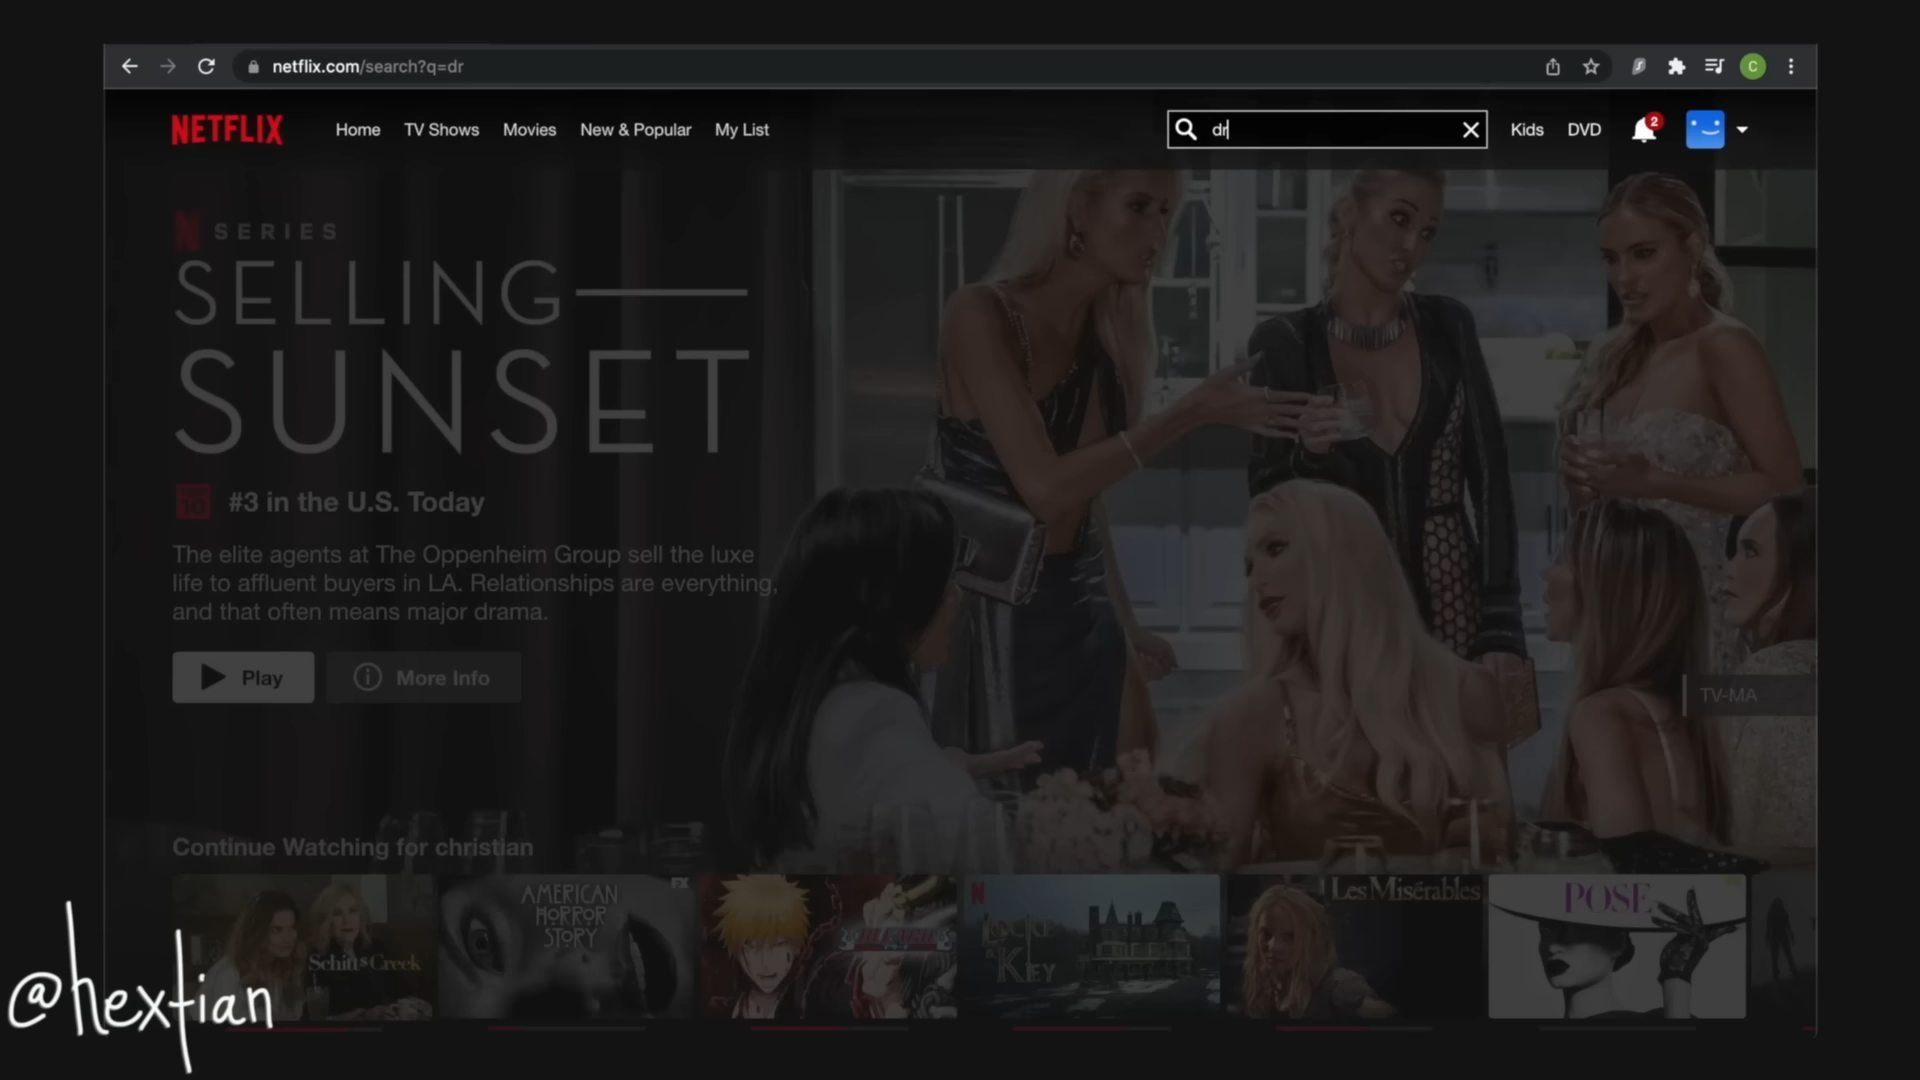 netflix.com/search?q=dr
C
NETFLIX
Home TV Shows Movies New & Popular My List
dr
Kids DVD
2
N SERIES
SELLING
SUNSET
TOP 10 #3 in the U.S. Today
The elite agents at The Oppenheim Group sell the luxe
life to affluent buyers in LA. Relationships are everything,
and that often means major drama.
Play
More Info
TV-MA
Continue Watching for christian
Schitt's Creek
FX
AMERICAN
HORROR
STORY
BLEACH
N
LOCKE
& KEY
Les Misérables
POSE
@hextian